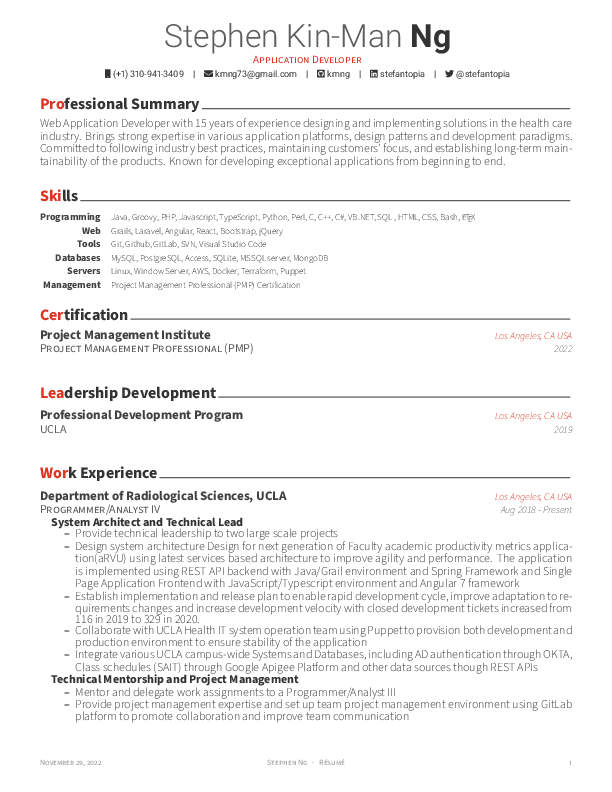 Stephen Kin-Man Ng
Application Developer
(+1) 310-941-3409 | kmng73@gmail.com | kmng | stefantopia | @stefantopia
Professional Summary
Web Application Developer with 15 years of experience designing and implementing solutions in the health care
industry. Brings strong expertise in various application platforms, design patterns and development paradigms.
Committed to following industry best practices, maintaining customers' focus, and establishing long-term main-
tainability of the products. Known for developing exceptional applications from beginning to end.
Skills
Programming Java, Groovy, PHP, Javascript, TypeScript, Python, Perl, C, C++, C#, VB.NET, SQL , HTML, CSS, Bash, LATEX
Web Grails, Laravel, Angular, React, Bootstrap, jQuery
Tools Git, Github, GitLab, SVN, Visual Studio Code
Databases MySQL, PostgreSQL, Access, SQLite, MSSQL server, MongoDB
Servers Linux, Window Server, AWS, Docker, Terraform, Puppet
Management Project Management Professional (PMP) Certification
Certification
Project Management Institute Los Angeles, CA USA
Project Management Professional (PMP) 2022
Leadership Development
Professional Development Program Los Angeles, CA USA
UCLA 2019
Work Experience
Department of Radiological Sciences, UCLA Los Angeles, CA USA
Programmer/Analyst IV Aug 2018 - Present
System Architect and Technical Lead
– Provide technical leadership to two large scale projects
– Design system architecture Design for next generation of Faculty academic productivity metrics applica-
tion(aRVU) using latest services based architecture to improve agility and performance. The application
is implemented using REST API backend with Java/Grail environment and Spring Framework and Single
Page Application Frontend with JavaScript/Typescript environment and Angular 7 framework
– Establish implementation and release plan to enable rapid development cycle, improve adaptation to re-
quirements changes and increase development velocity with closed development tickets increased from
116 in 2019 to 329 in 2020.
– Collaborate with UCLA Health IT system operation team using Puppet to provision both development and
production environment to ensure stability of the application
– Integrate various UCLA campus-wide Systems and Databases, including AD authentication through OKTA,
Class schedules (SAIT) through Google Apigee Platform and other data sources though REST APIs
Technical Mentorship and Project Management
– Mentor and delegate work assignments to a Programmer/Analyst III
– Provide project management expertise and set up team project management environment using GitLab
platform to promote collaboration and improve team communication
November 29, 2022 Stephen Ng · Résumé 1